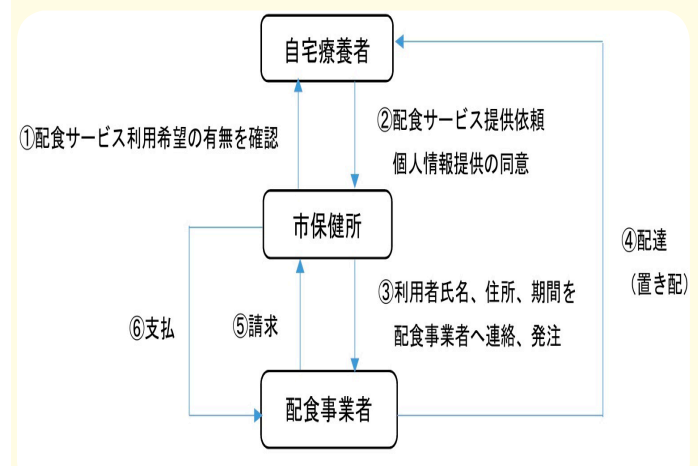 自宅療養者
①配食サービス利用希望の有無を確認
②配食サービス提供依頼
個人情報提供の同意
市保健所
④配達
（置き配）
③利用者氏名、住所、期間を
配食事業者へ連絡、発注
⑥支払
⑤請求
配食事業者